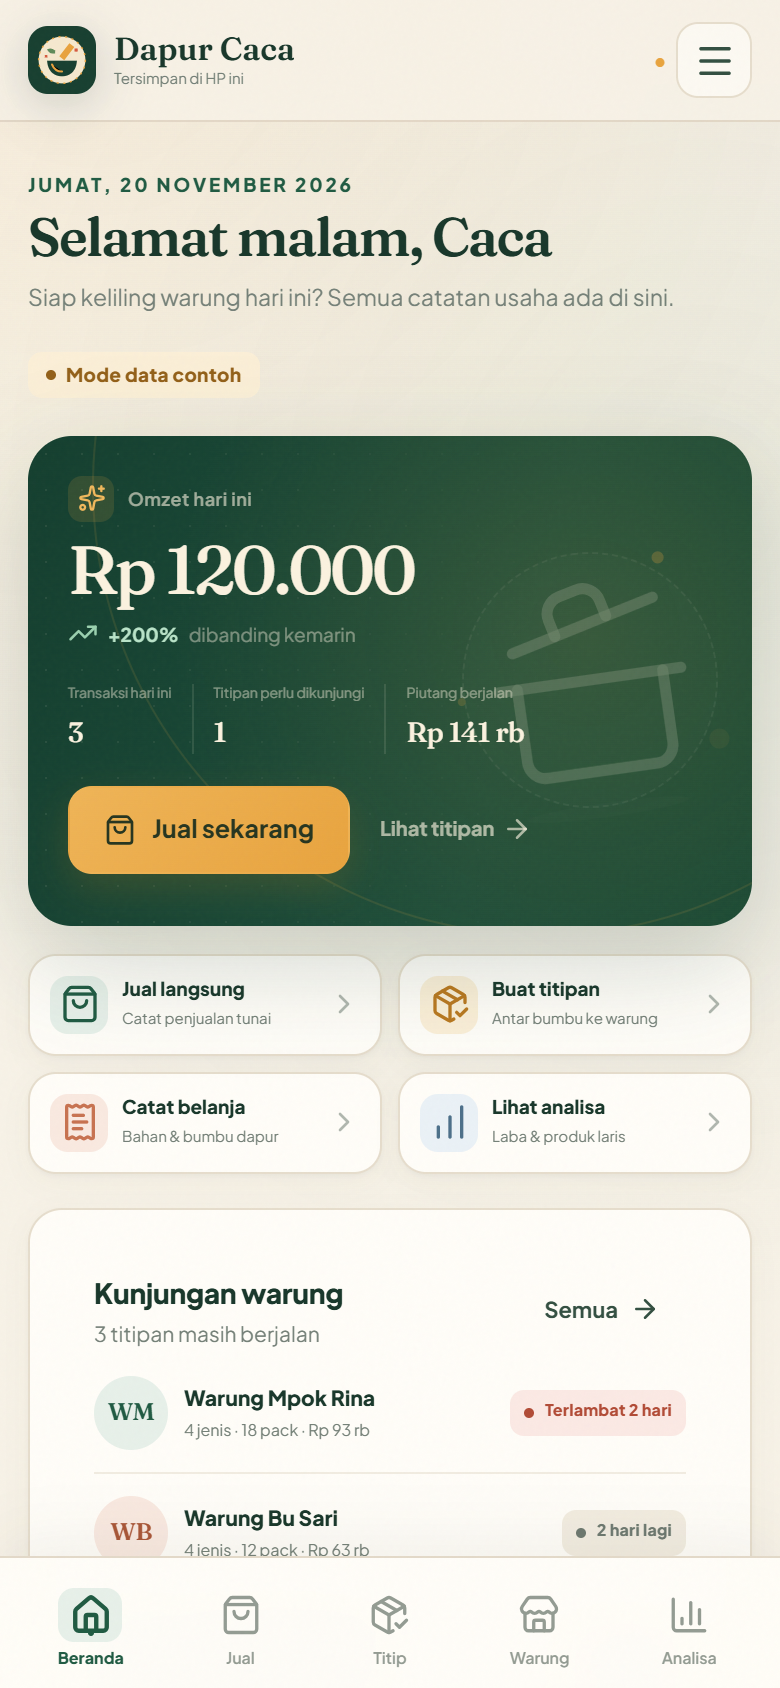 Dapur Caca
Tersimpan di HP ini
JUMAT, 20 NOVEMBER 2026
Selamat malam, Caca
Siap keliling warung hari ini? Semua catatan usaha ada di sini.
Mode data contoh
Omzet hari ini
Rp 120.000
+200% dibanding kemarin
Transaksi hari ini
3
Titipan perlu dikunjungi
1
Piutang berjalan
Rp 141 rb
Jual sekarang
Lihat titipan
Jual langsung
Catat penjualan tunai
Buat titipan
Antar bumbu ke warung
Catat belanja
Bahan & bumbu dapur
Lihat analisa
Laba & produk laris
Kunjungan warung
3 titipan masih berjalan
Semua
WM
Warung Mpok Rina
4 jenis · 18 pack · Rp 93 rb
Terlambat 2 hari
WB
Warung Bu Sari
4 jenis · 12 pack · Rp 63 rb
2 hari lagi
Beranda
Jual
Titip
Warung
Analisa